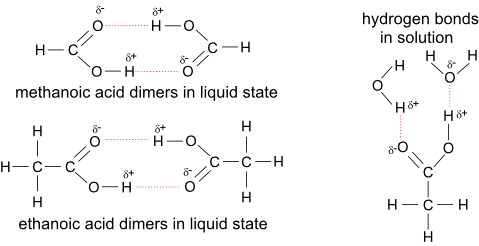 δ-
δ+
O
H
O
H
C
C
H
O
H
δ+
δ-
O
methanoic acid dimers in liquid state
H
δ-
O
δ+
H
O
H
H
C
C
C
C
H
H
O
H
δ+
δ-
O
H
ethanoic acid dimers in liquid state
hydrogen bonds
in solution
H
O
H
δ+
H
δ-
O
H
H
δ+
δ-
O
O
C
H
C
H
H